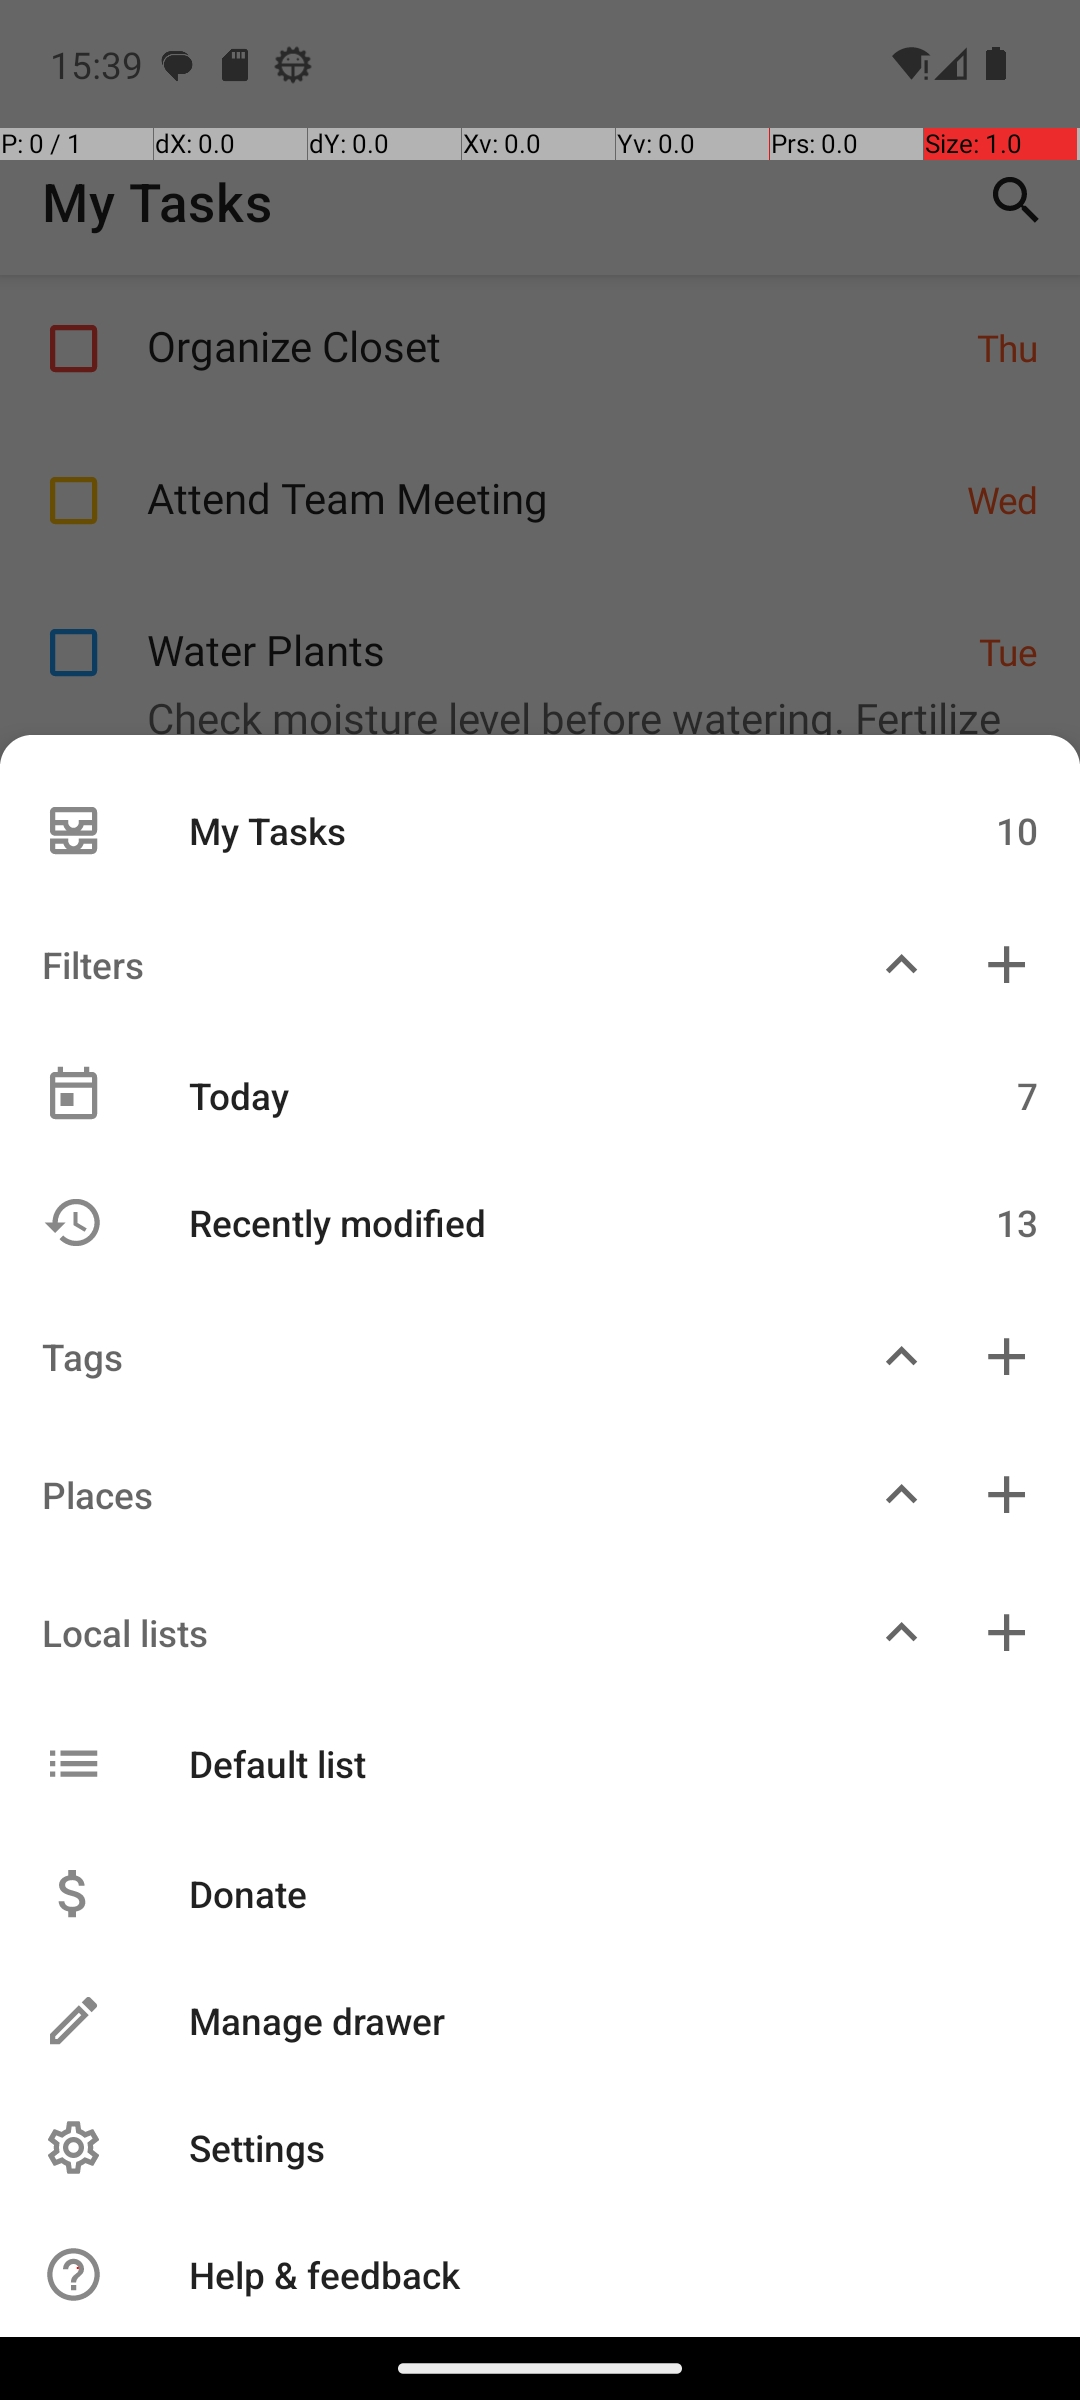 15:39
P: 0 / 1 dX: 0.0 dY: 0.0 Xv: 0.0 Yv: 0.0 Prs: 0.0 Size: 1.0
My Tasks
Organize Closet Thu
Attend Team Meeting Wed
Water Plants Tue
Check moisture level before watering. Fertilize
My Tasks 10
Filters
Today 7
Recently modified 13
Tags
Places
Local lists
Default list
Donate
Manage drawer
Settings
Help & feedback